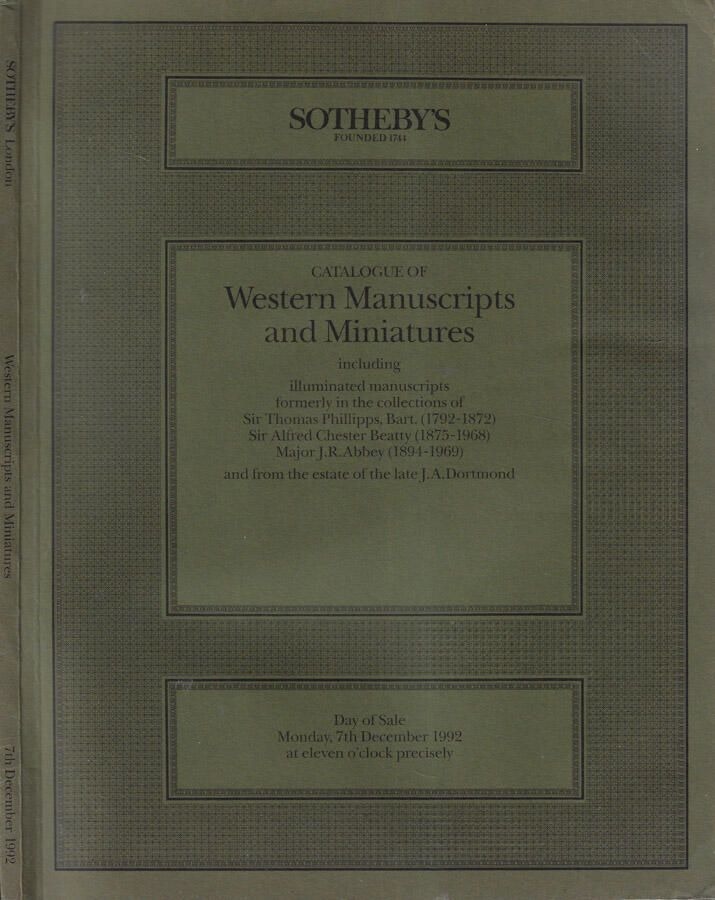 SOTHEBY'S London
Western Manuscripts and Miniatures
7th December 1992
SOTHEBY'S
FOUNDED 1744
CATALOGUE OF
Western Manuscripts
and Miniatures
including
illuminated manuscripts
formerly in the collections of
Sir Thomas Phillipps, Bart. (1792-1872)
Sir Alfred Chester Beatty (1875-1968)
Major J.R.Abbey (1894-1969)
and from the estate of the late J.A.Dortmond
Day of Sale
Monday, 7th December 1992
at eleven o'clock precisely